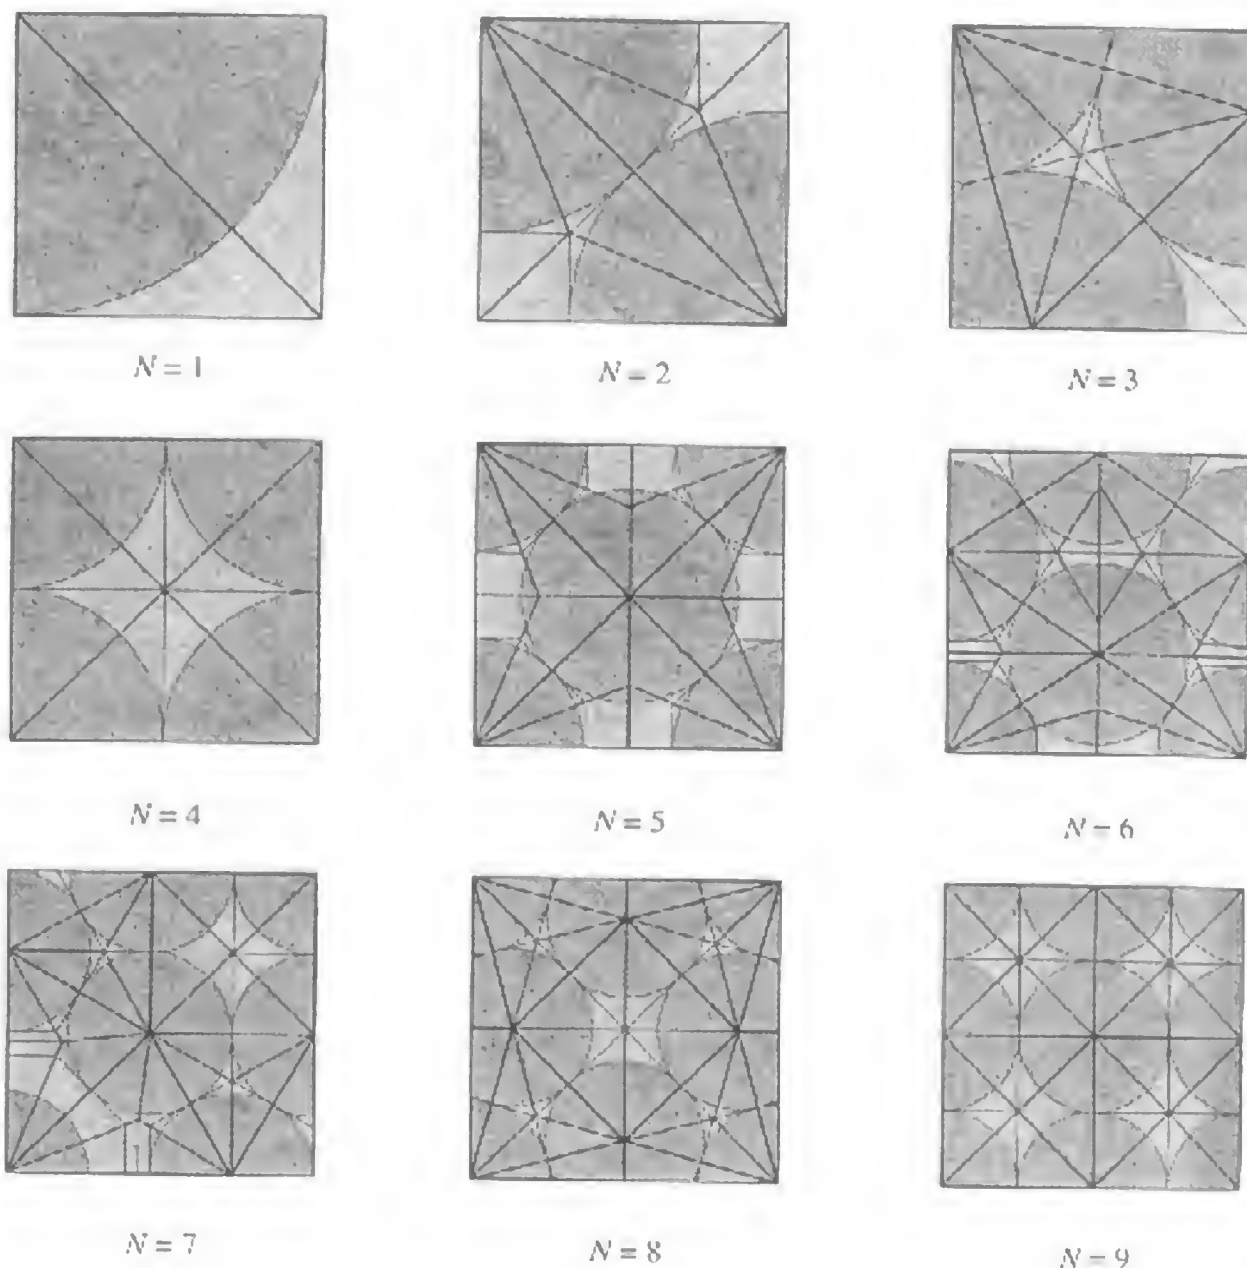 N = 1
N = 2
N = 3
N = 4
N = 5
N = 6
N = 7
N = 8
N = 9